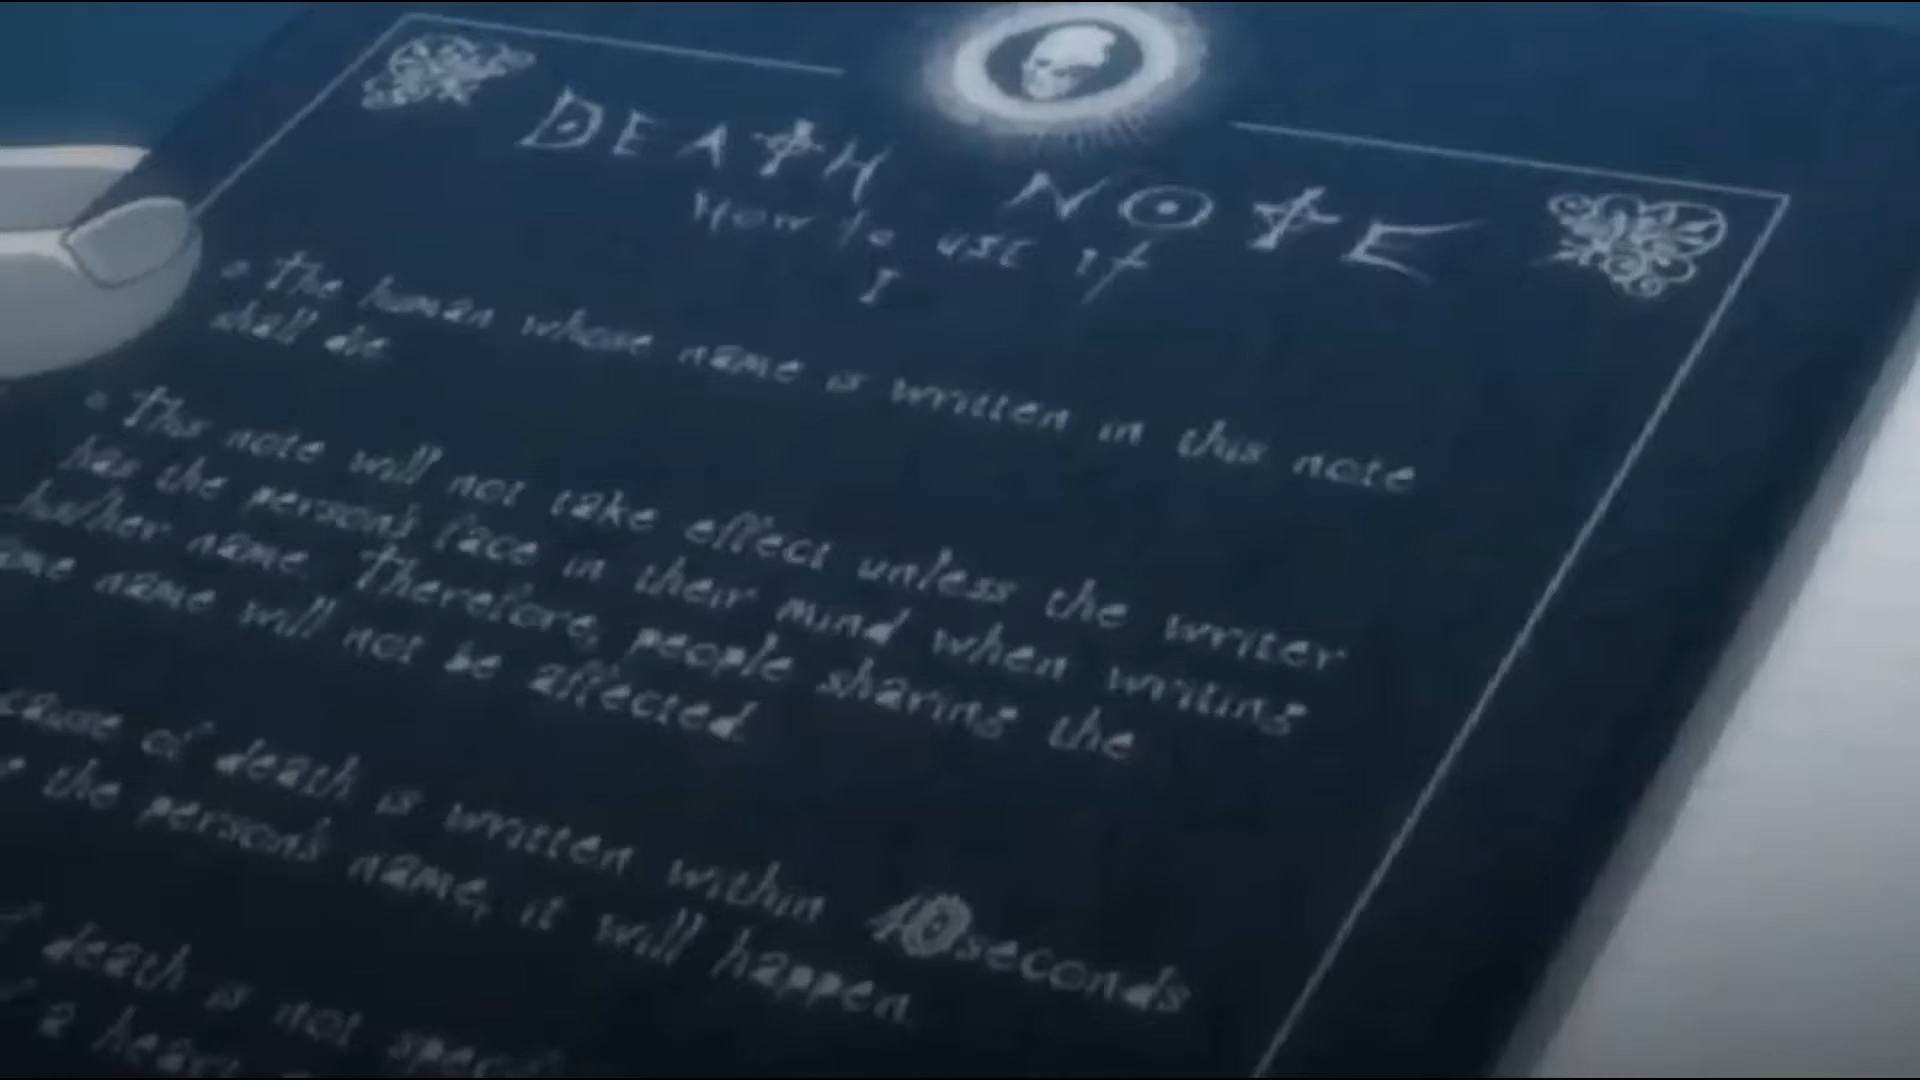 DEATH NOTE
How to use it
I
The human whose name is written in this note
shall die.
This note will not take effect unless the writer
has the person's face in their mind when writing
his/her name. Therefore, people sharing the
ame name will not be affected.
cause of death is written within 40seconds
the person's name, it will happen.
death is not speci
a heart